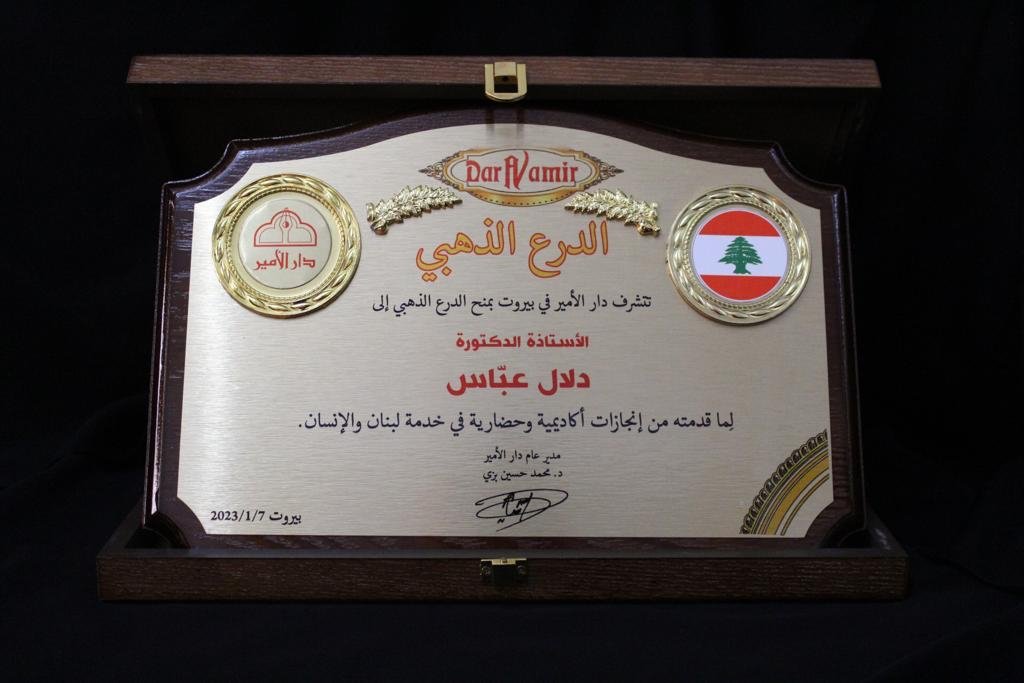 Dar Al amir
دار الأمير
الدرع الذهبي
تتشرف دار الأمير في بيروت بمنح الدرع الذهبي إلى
الأستاذة الدكتورة
دلال عبّاس
لِما قدمته من إنجازات أكاديمية وحضارية في خدمة لبنان والإنسان.
مدير عام دار الأمير
د. محمد حسين بزي
بيروت 2023/1/7